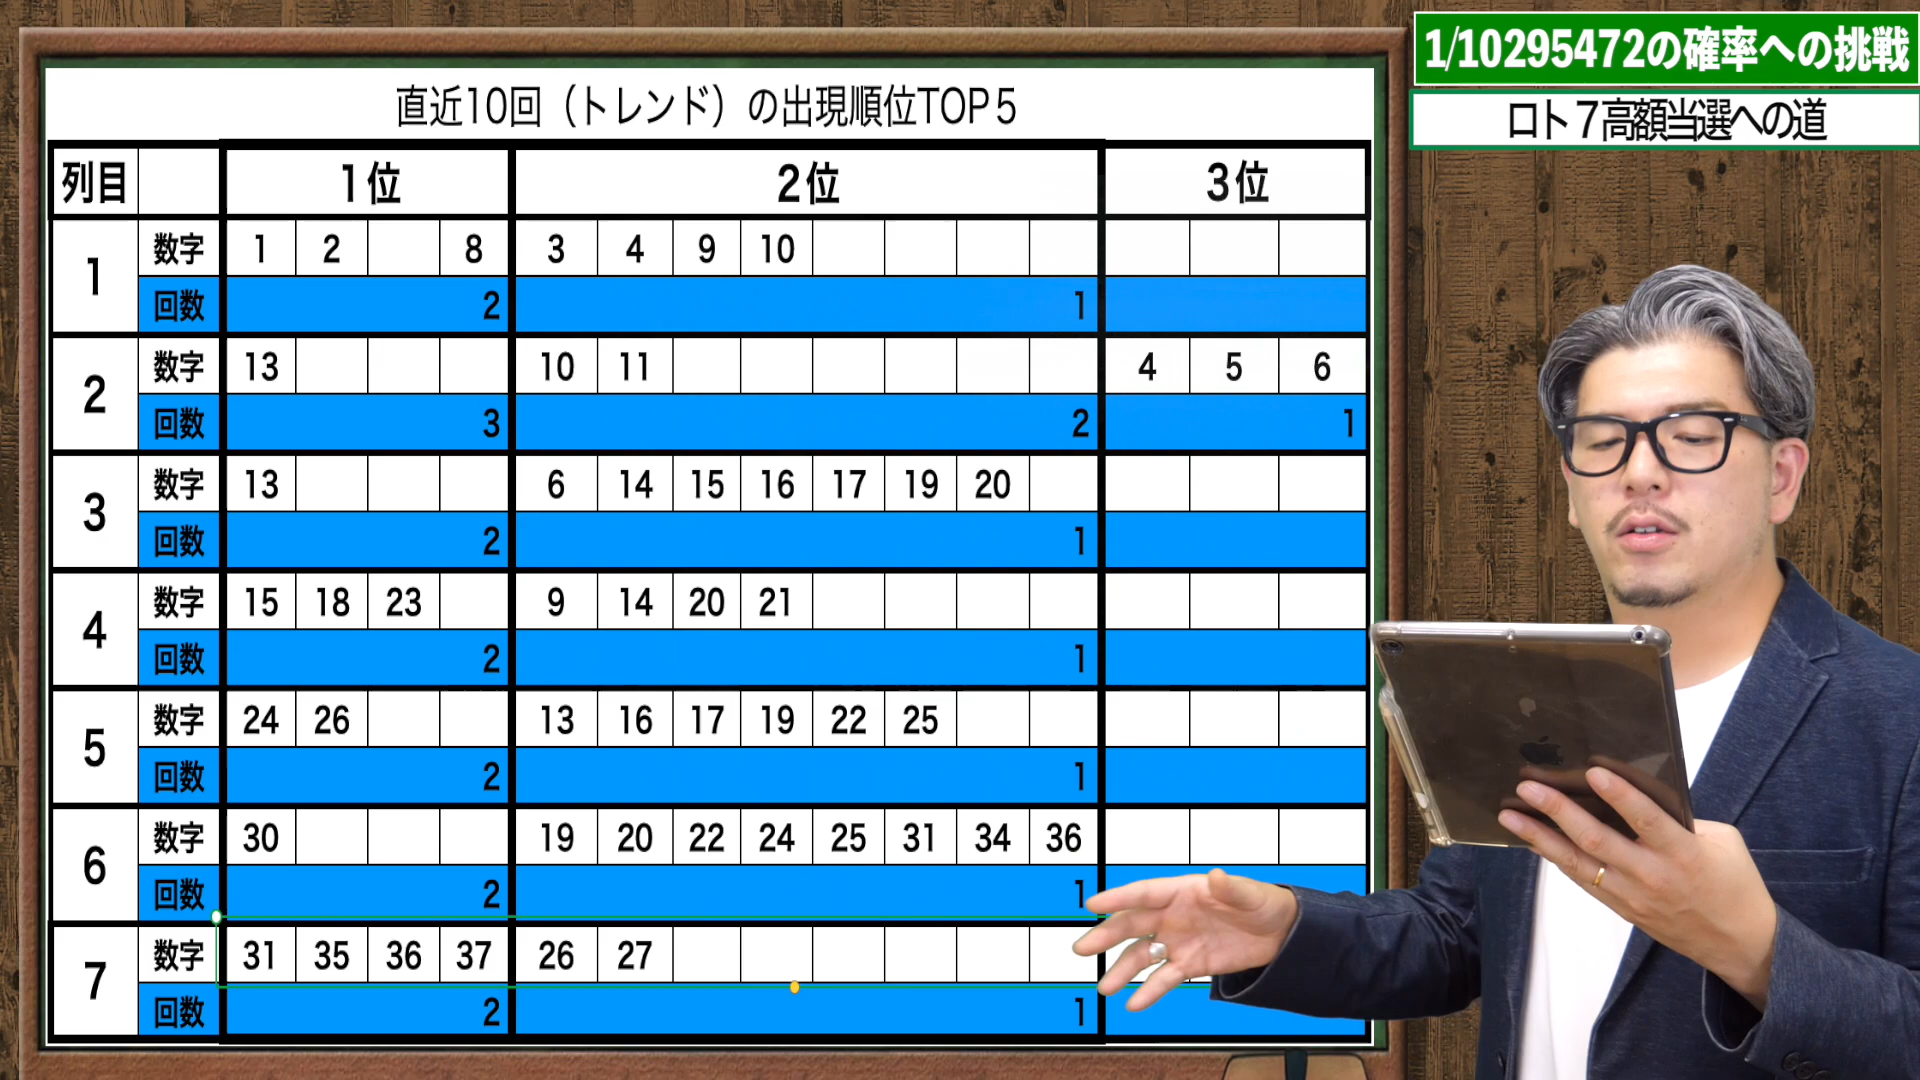 1/10295472の確率への挑戦
ロト7高額当選への道
直近10回（トレンド）の出現順位TOP5
列目 1位 2位 3位
1 数字 1 2 8 3 4 9 10
回数 2 1
2 数字 13 10 11 4 5 6
回数 3 2 1
3 数字 13 6 14 15 16 17 19 20
回数 2 1
4 数字 15 18 23 9 14 20 21
回数 2 1
5 数字 24 26 13 16 17 19 22 25
回数 2 1
6 数字 30 19 20 22 24 25 31 34 36
回数 2 1
7 数字 31 35 36 37 26 27
回数 2 1